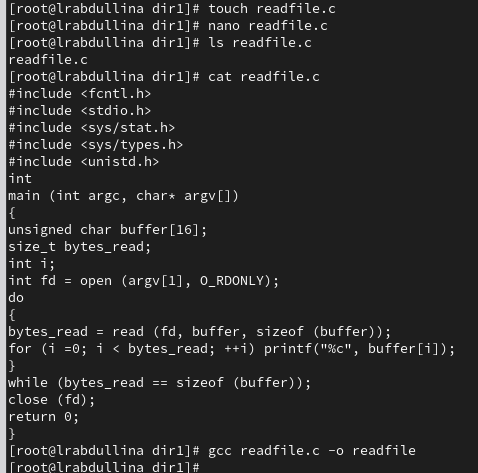 [root@lrabdullina dir1]# touch readfile.c
[root@lrabdullina dir1]# nano readfile.c
[root@lrabdullina dir1]# ls readfile.c
readfile.c
[root@lrabdullina dir1]# cat readfile.c
#include <fcntl.h>
#include <stdio.h>
#include <sys/stat.h>
#include <sys/types.h>
#include <unistd.h>
int
main (int argc, char* argv[])
{
unsigned char buffer[16];
size_t bytes_read;
int i;
int fd = open (argv[1], O_RDONLY);
do
{
bytes_read = read (fd, buffer, sizeof (buffer));
for (i =0; i < bytes_read; ++i) printf("%c", buffer[i]);
}
while (bytes_read == sizeof (buffer));
close (fd);
return 0;
}
[root@lrabdullina dir1]# gcc readfile.c -o readfile
[root@lrabdullina dir1]#